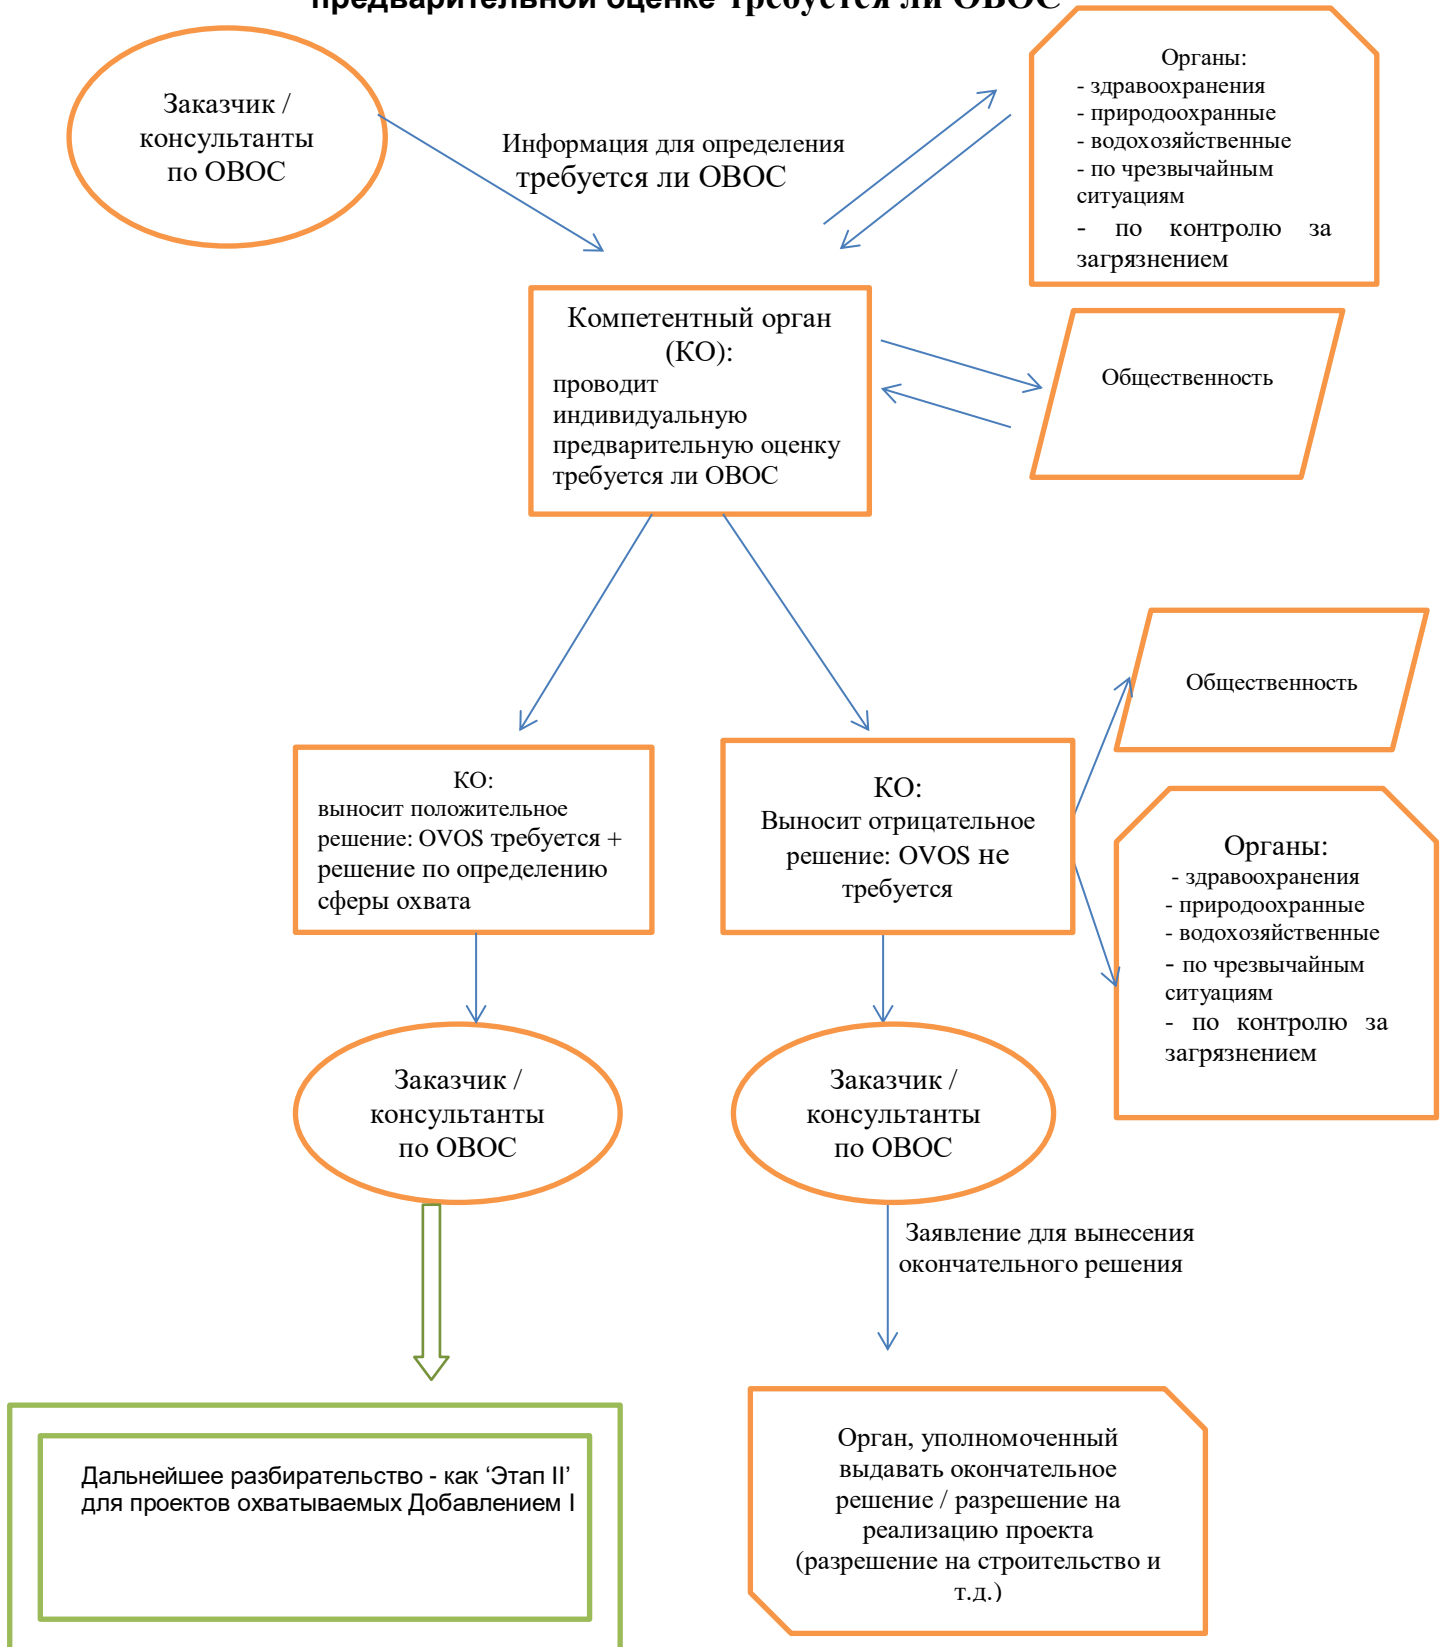 предварительной оценке требуется ли ОВОС
Заказчик /
консультанты
по ОВОС
Информация для определения
требуется ли ОВОС
Органы:
- здравоохранения
- природоохранные
- водохозяйственные
- по чрезвычайным
ситуациям
- по контролю за
загрязнением
Компетентный орган
(КО):
проводит
индивидуальную
предварительную оценку
требуется ли ОВОС
Общественность
Общественность
КО:
выносит положительное
решение: OVOS требуется +
решение по определению
сферы охвата
КО:
Выносит отрицательное
решение: OVOS не
требуется
Органы:
- здравоохранения
- природоохранные
- водохозяйственные
- по чрезвычайным
ситуациям
- по контролю за
загрязнением
Заказчик /
консультанты
по ОВОС
Заказчик /
консультанты
по ОВОС
Заявление для вынесения
окончательного решения
Дальнейшее разбирательство - как ‘Этап II’
для проектов охватываемых Добавлением I
Орган, уполномоченный
выдавать окончательное
решение / разрешение на
реализацию проекта
(разрешение на строительство и
т.д.)